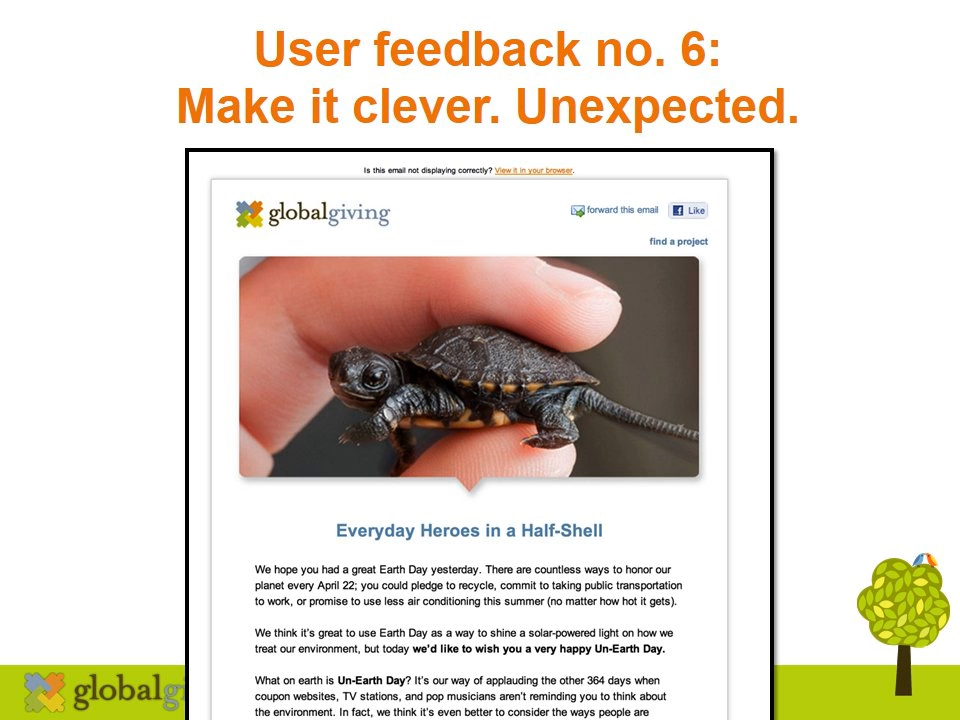 User feedback no. 6:
Make it clever. Unexpected.
Is this email not displaying correctly? View it in your browser.
globalgiving
forward this email
Like
find a project
Everyday Heroes in a Half-Shell
We hope you had a great Earth Day yesterday. There are countless ways to honor our
planet every April 22; you could pledge to recycle, commit to taking public transportation
to work, or promise to use less air conditioning this summer (no matter how hot it gets).
We think it's great to use Earth Day as a way to shine a solar-powered light on how we
treat our environment, but today we'd like to wish you a very happy Un-Earth Day.
What on earth is Un-Earth Day? It's our way of applauding the other 364 days when
coupon websites, TV stations, and pop musicians aren't reminding you to think about
the environment. In fact, we think it's even better to consider the ways people are
globalgi